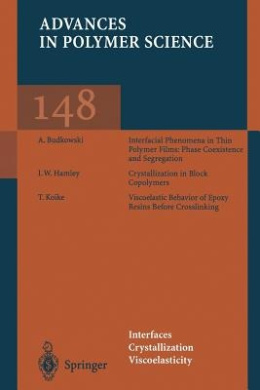 ADVANCES
IN POLYMER SCIENCE
148
A. Budkowski
Interfacial Phenomena in Thin
Polymer Films: Phase Coexistence
and Segregation
I. W. Hamley
Crystallization in Block
Copolymers
T. Koike
Viscoelastic Behavior of Epoxy
Resins Before Crosslinking
Interfaces
Crystallization
Viscoelasticity
Springer